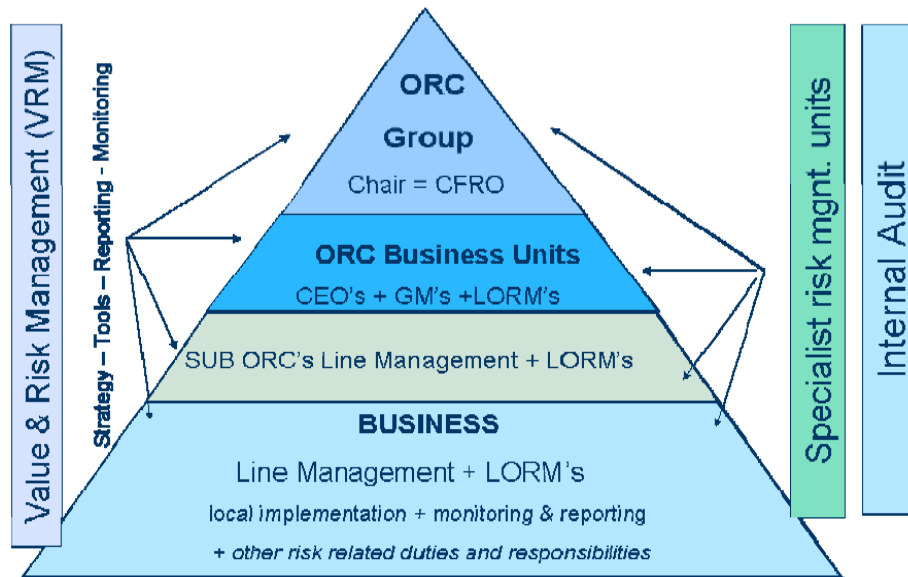 Value & Risk Management (VRM)
Strategy – Tools – Reporting - Monitoring
ORC
Group
Chair = CFRO
ORC Business Units
CEO's + GM's +LORM's
SUB ORC's Line Management + LORM's
BUSINESS
Line Management + LORM's
local implementation + monitoring & reporting
+ other risk related duties and responsibilities
Specialist risk mgnt. units
Internal Audit